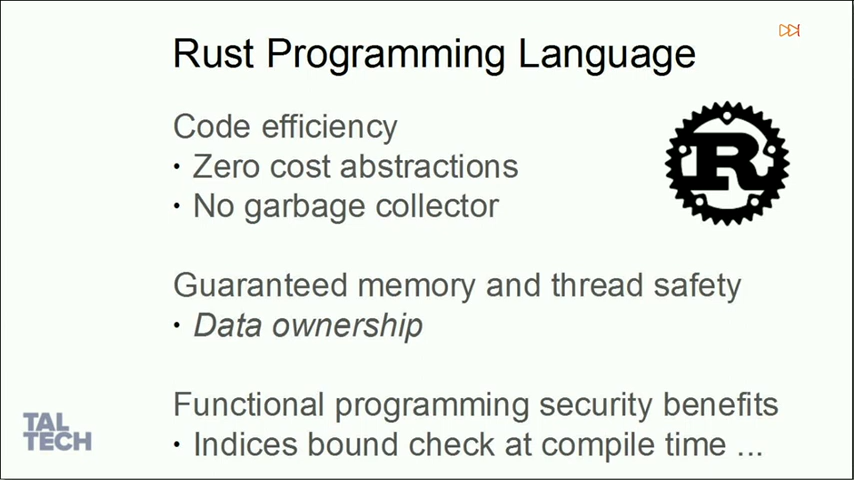 Rust Programming Language
Code efficiency
• Zero cost abstractions
• No garbage collector
R
Guaranteed memory and thread safety
• Data ownership
Functional programming security benefits
• Indices bound check at compile time ...
TAL
TECH